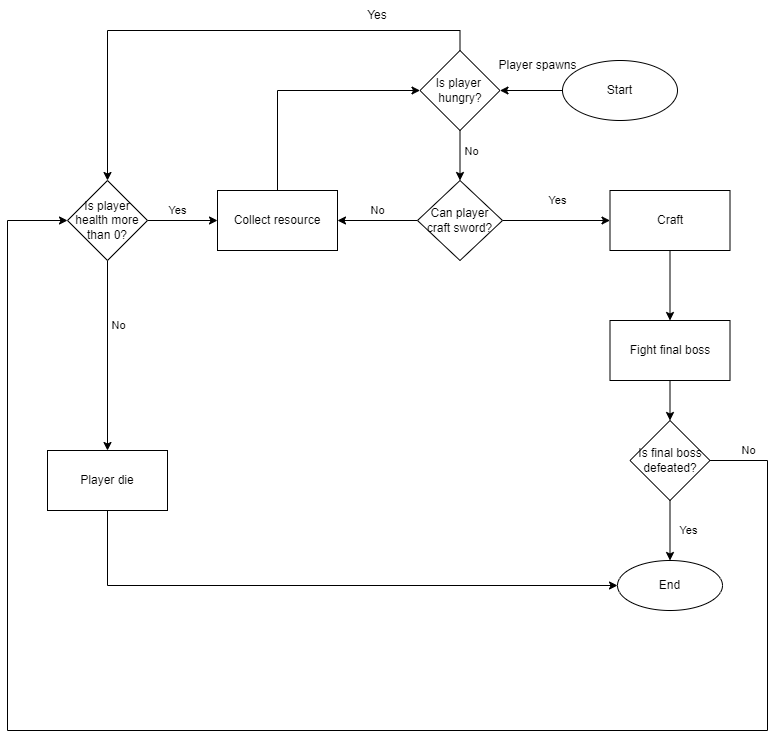 Yes
Player spawns
Is player
hungry?
Start
No
Is player
health more
than 0?
Yes
Collect resource
No
Can player
craft sword?
Yes
Craft
No
Fight final boss
Is final boss
defeated?
No
Player die
Yes
End